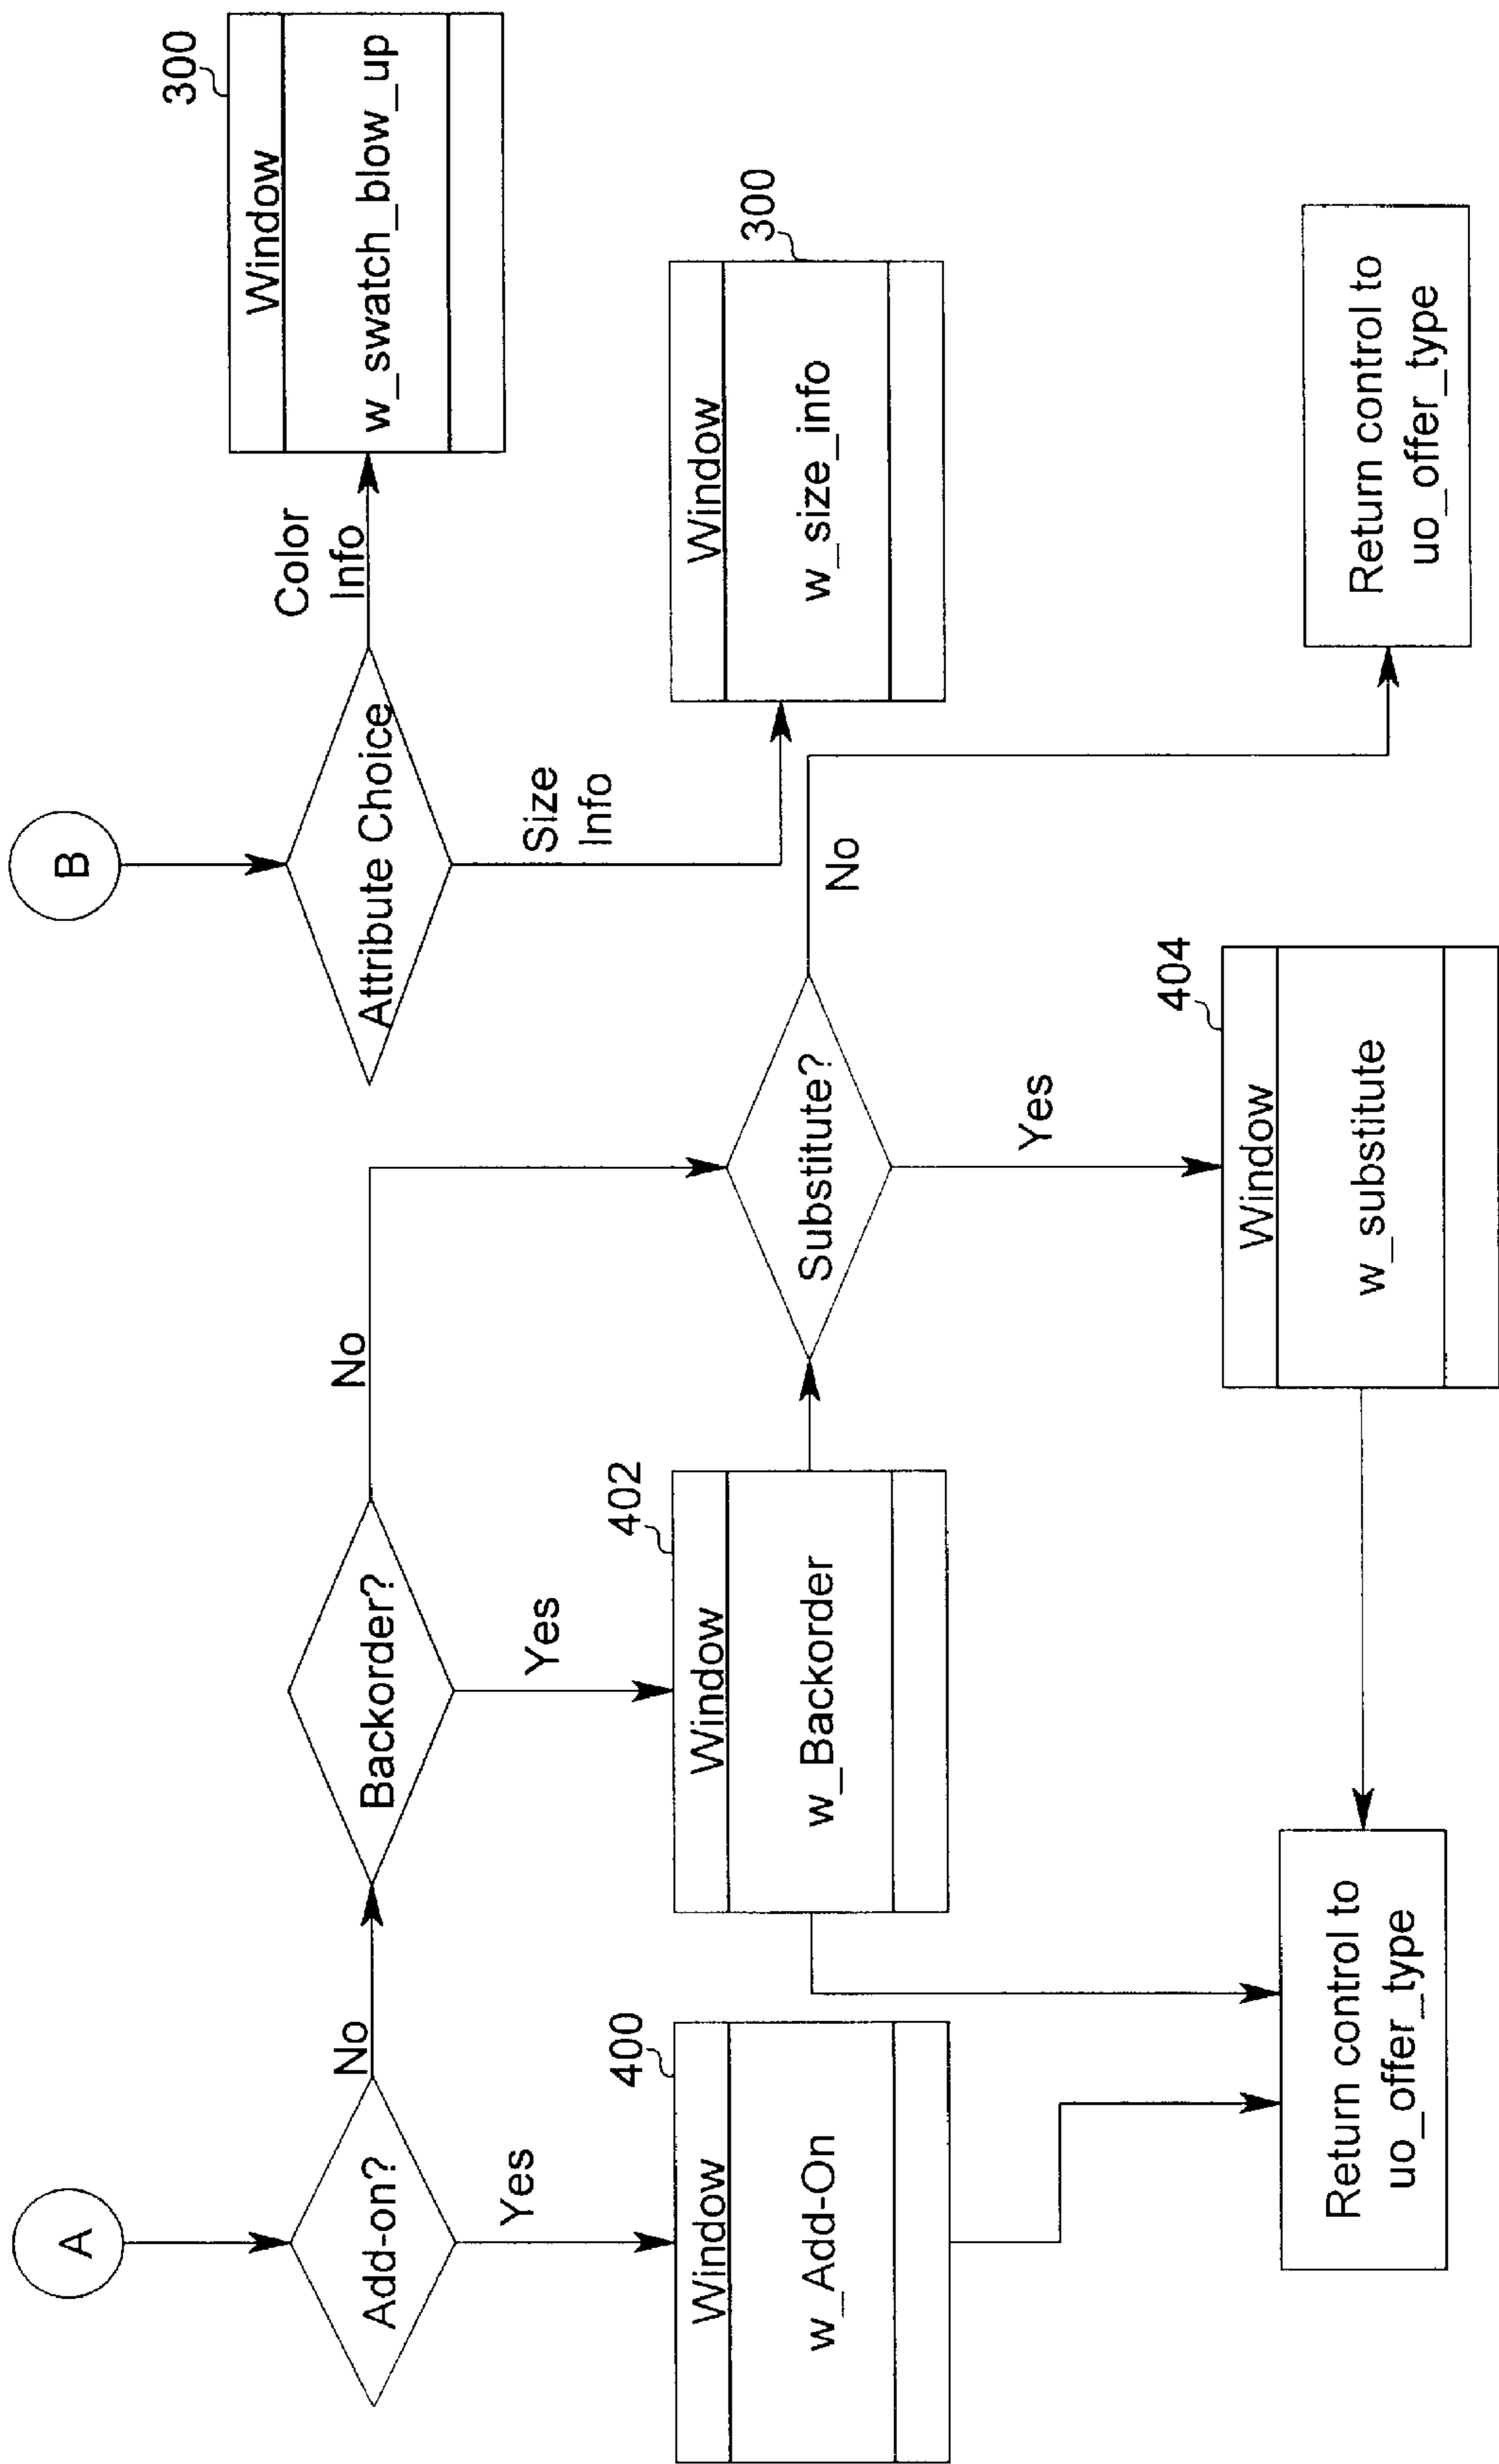 A
Add-on?
No
Yes
Window
400
w_Add-On
Backorder?
No
Yes
Window
402
w_Backorder
Return control to
uo_offer_type
Substitute?
No
Yes
Window
404
w_substitute
Return control to
uo_offer_type
B
Attribute Choice
Color
Info
Size
Info
Window
300
w_swatch_blow_up
Window
300
w_size_info